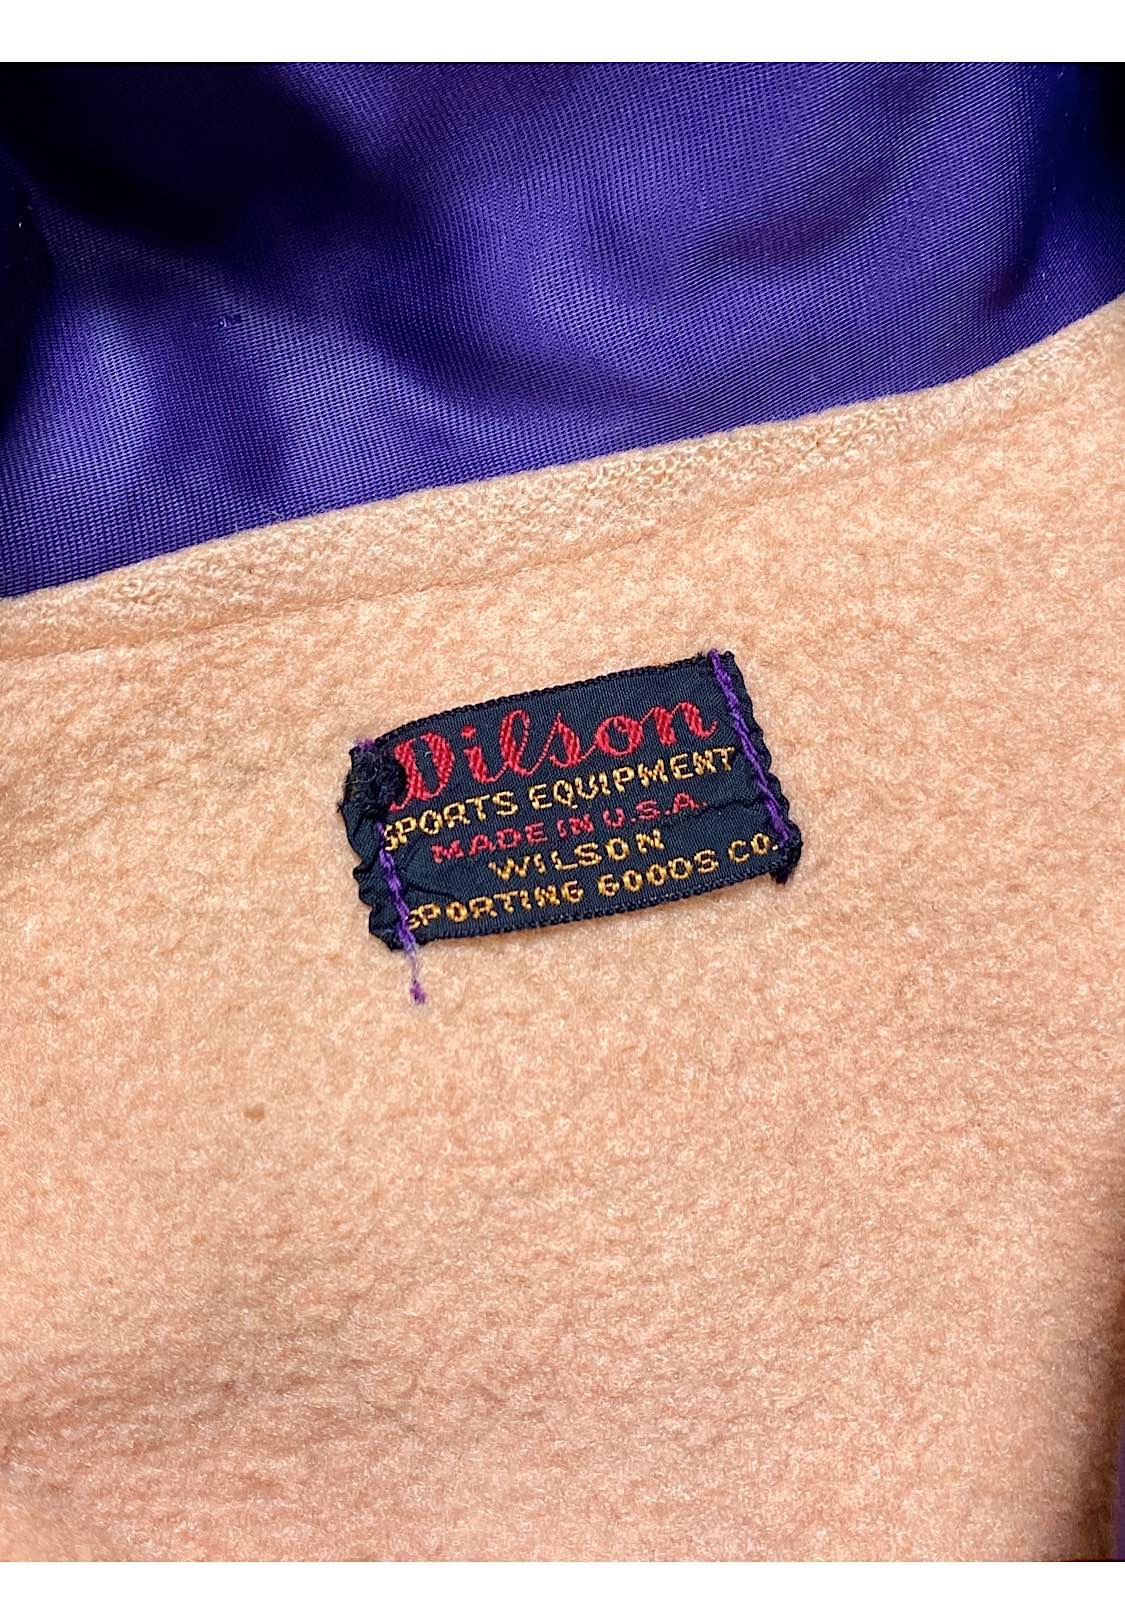 Wilson
SPORTS EQUIPMENT
MADE IN U.S.A.
WILSON
SPORTING GOODS CO.